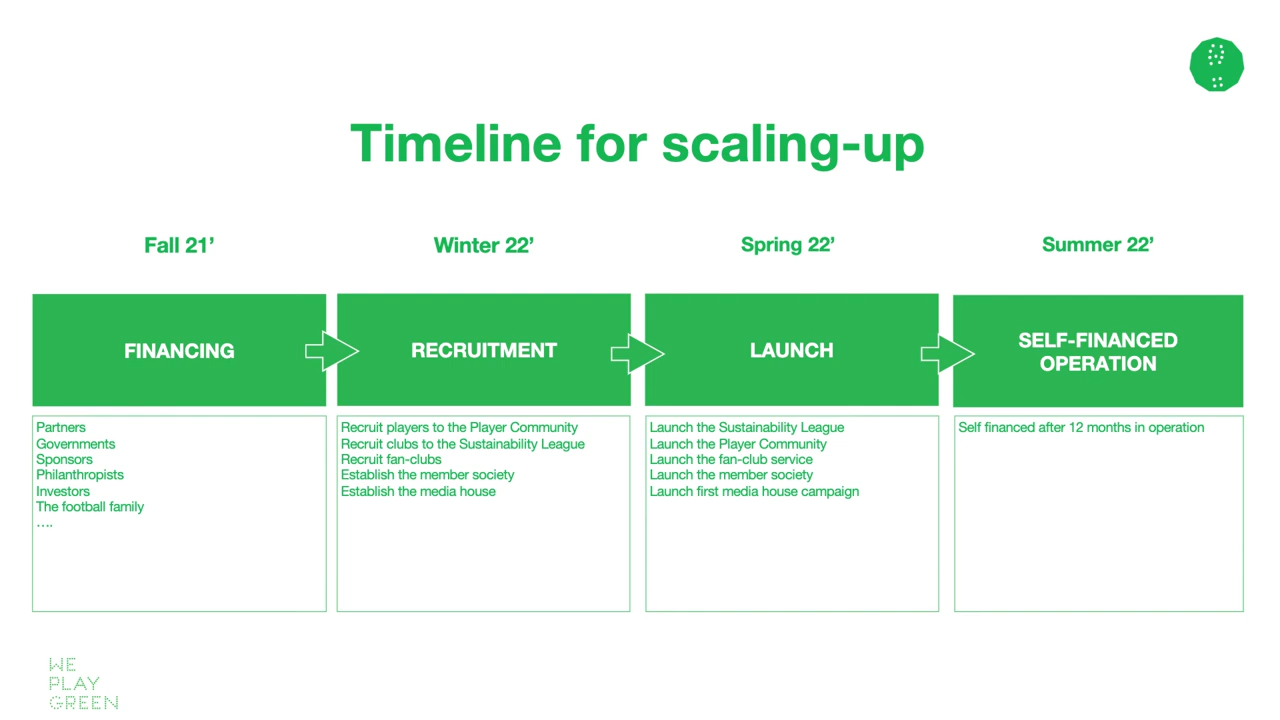 Timeline for scaling-up
Fall 21’
Winter 22’
Spring 22’
Summer 22’
FINANCING
RECRUITMENT
LAUNCH
SELF-FINANCED
OPERATION
Partners
Governments
Sponsors
Philanthropists
Investors
The football family
….
Recruit players to the Player Community
Recruit clubs to the Sustainability League
Recruit fan-clubs
Establish the member society
Establish the media house
Launch the Sustainability League
Launch the Player Community
Launch the fan-club service
Launch the member society
Launch first media house campaign
Self financed after 12 months in operation
WE
PLAY
GREEN